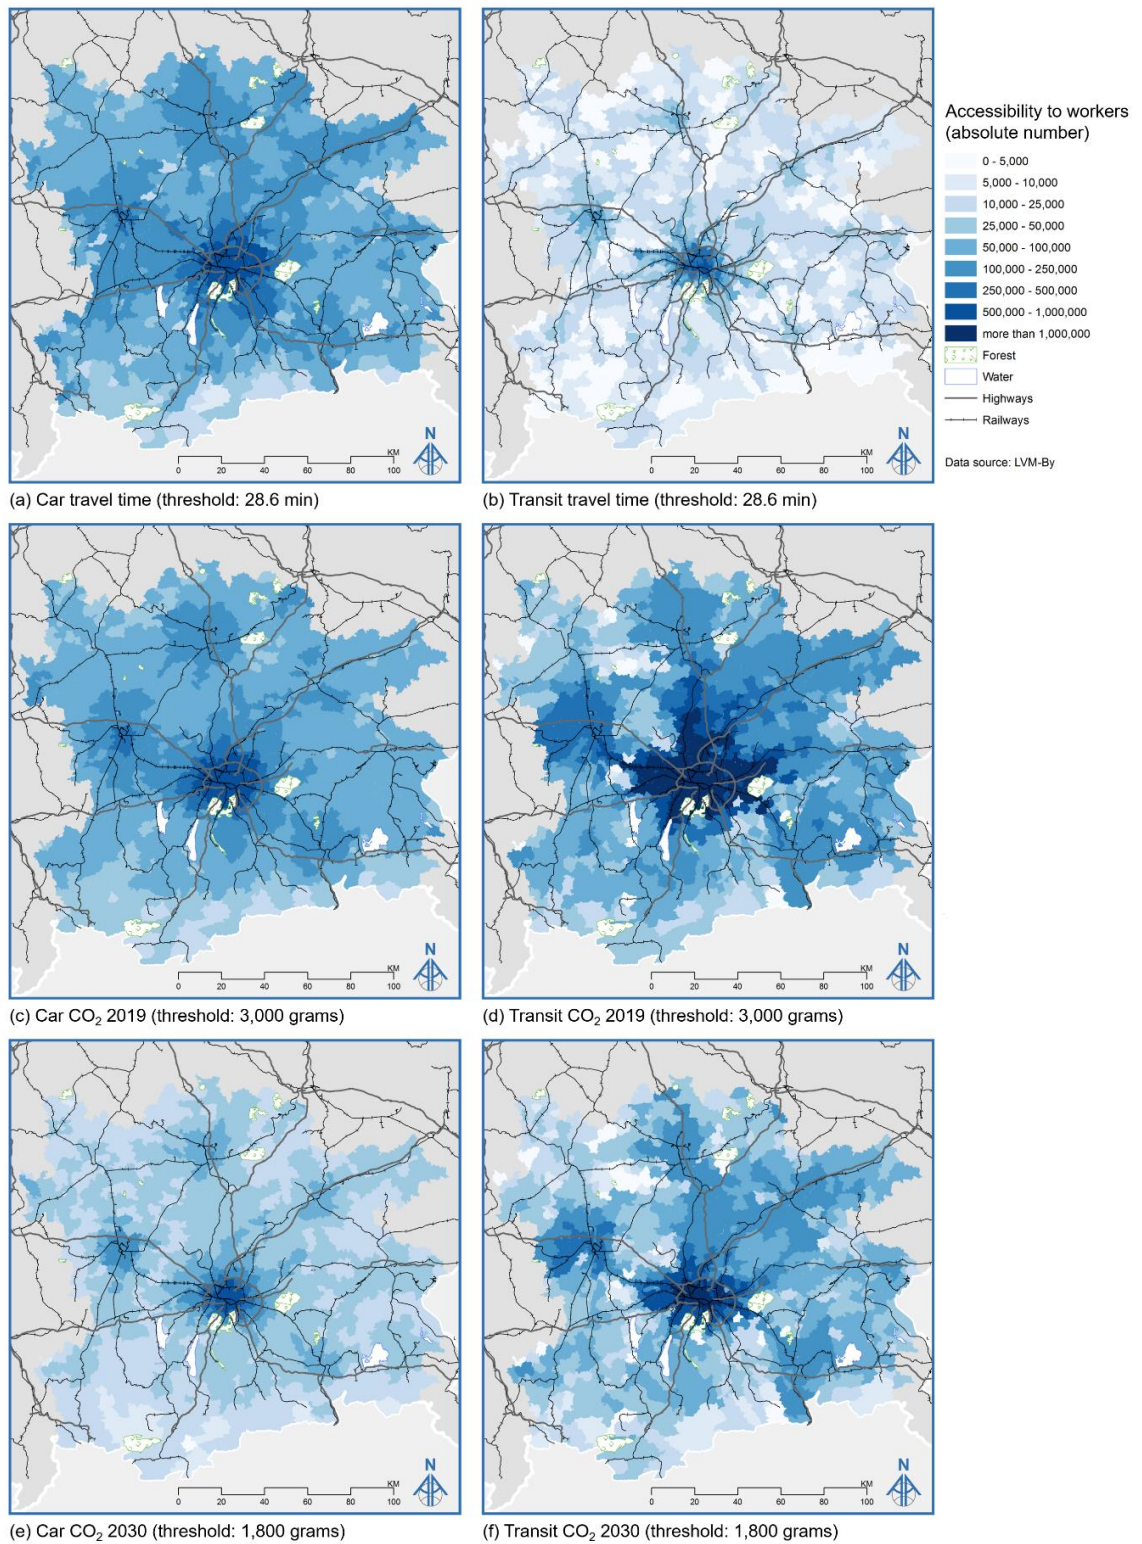 N
KM
0 20 40 60 80 100
(a) Car travel time (threshold: 28.6 min)
N
KM
0 20 40 60 80 100
(b) Transit travel time (threshold: 28.6 min)
Accessibility to workers
(absolute number)
0 - 5,000
5,000 - 10,000
10,000 - 25,000
25,000 - 50,000
50,000 - 100,000
100,000 - 250,000
250,000 - 500,000
500,000 - 1,000,000
more than 1,000,000
Forest
Water
Highways
Railways
Data source: LVM-By
N
KM
0 20 40 60 80 100
(c) Car CO₂ 2019 (threshold: 3,000 grams)
N
KM
0 20 40 60 80 100
(d) Transit CO₂ 2019 (threshold: 3,000 grams)
N
KM
0 20 40 60 80 100
(e) Car CO₂ 2030 (threshold: 1,800 grams)
N
KM
0 20 40 60 80 100
(f) Transit CO₂ 2030 (threshold: 1,800 grams)